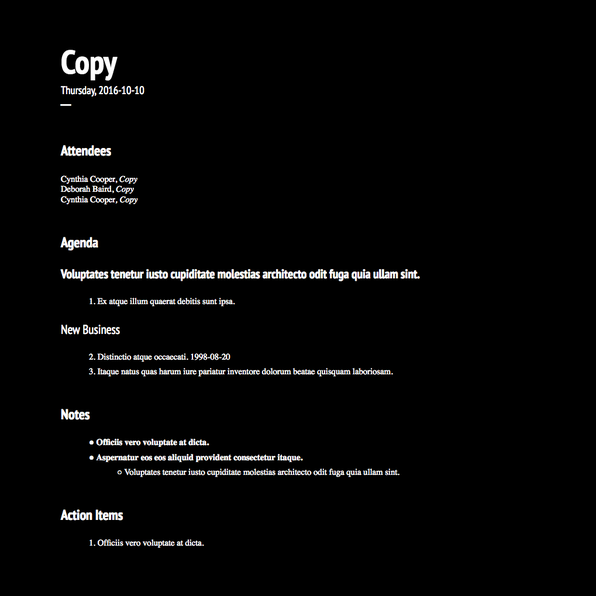 Copy
Thursday, 2016-10-10
—
Attendees
Cynthia Cooper, Copy
Deborah Baird, Copy
Cynthia Cooper, Copy
Agenda
Voluptates tenetur iusto cupiditate molestias architecto odit fuga quia ullam sint.
1. Ex atque illum quaerat debitis sunt ipsa.
New Business
2. Distinctio atque occaecati. 1998-08-20
3. Itaque natus quas harum iure pariatur inventore dolorum beatae quisquam laboriosam.
Notes
• Officiis vero voluptate at dicta.
• Aspernatur eos eos aliquid provident consectetur itaque.
○ Voluptates tenetur iusto cupiditate molestias architecto odit fuga quia ullam sint.
Action Items
1. Officiis vero voluptate at dicta.